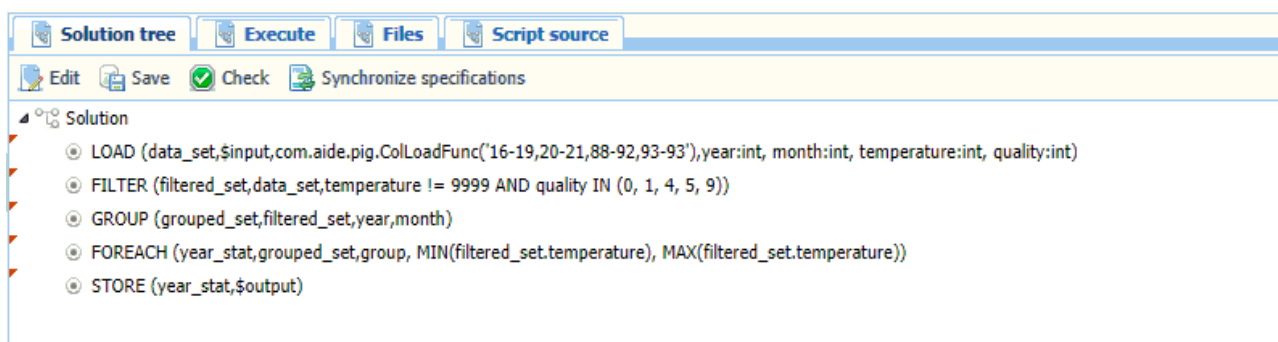 Solution tree Execute Files Script source
Edit Save Check Synchronize specifications
Solution
LOAD (data_set,$input,com.aide.pig.ColLoadFunc('16-19,20-21,88-92,93-93'),year:int, month:int, temperature:int, quality:int)
FILTER (filtered_set,data_set,temperature != 9999 AND quality IN (0, 1, 4, 5, 9))
GROUP (grouped_set,filtered_set,year,month)
FOREACH (year_stat,grouped_set,group, MIN(filtered_set.temperature), MAX(filtered_set.temperature))
STORE (year_stat,$output)